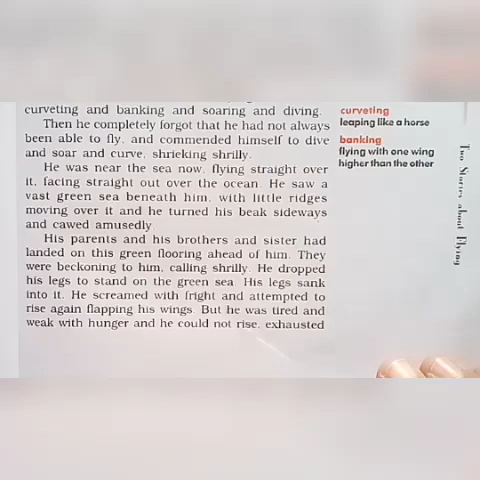 curveting and banking and soaring and diving.
Then he completely forgot that he had not always
been able to fly, and commended himself to dive
and soar and curve, shrieking shrilly.
He was near the sea now, flying straight over
it, facing straight out over the ocean. He saw a
vast green sea beneath him, with little ridges
moving over it and he turned his beak sideways
and cawed amusedly
His parents and his brothers and sister had
landed on this green flooring ahead of him. They
were beckoning to him, calling shrilly. He dropped
his legs to stand on the green sea. His legs sank
into it. He screamed with fright and attempted to
rise again flapping his wings. But he was tired and
weak with hunger and he could not rise, exhausted
curveting
leaping like a horse
banking
flying with one wing
higher than the other
Two Stories about Flying